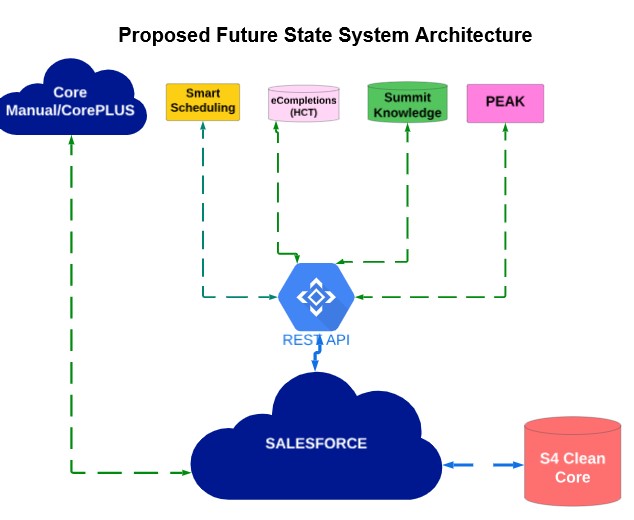 Proposed Future State System Architecture
Core
Manual/CorePLUS
Smart
Scheduling
eCompletions
(HCT)
Summit
Knowledge
PEAK
REST API
SALESFORCE
S4 Clean
Core